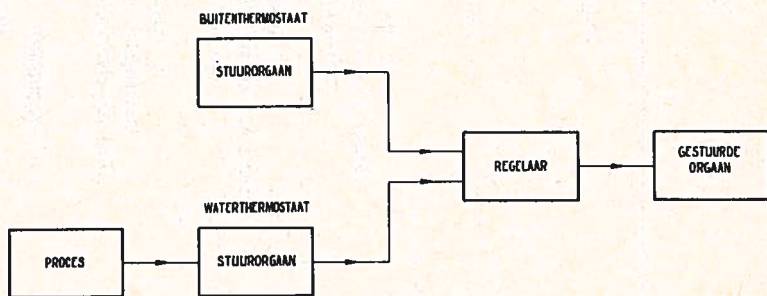 BUITENTHERMOSTAAT
STUURORGAAN
REGELAAR
GESTUURDE
ORGAAN
WATERTHERMOSTAAT
PROCES
STUURORGAAN